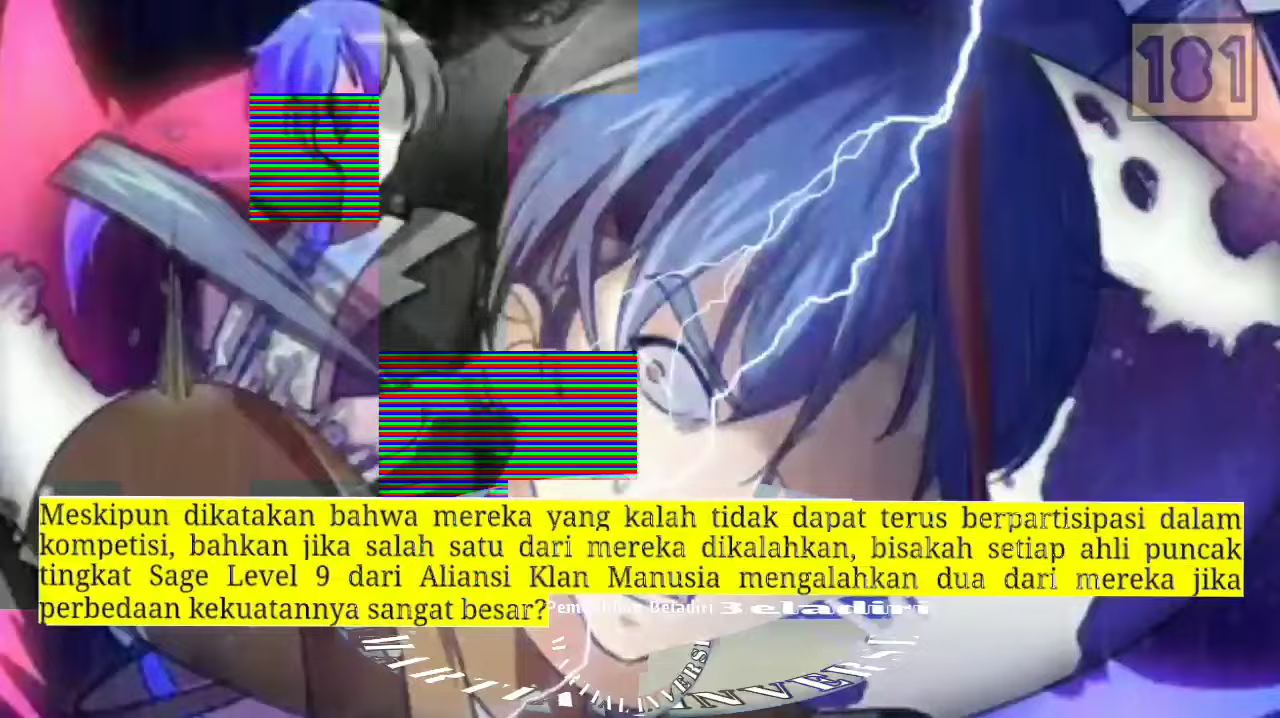 181
Meskipun dikatakan bahwa mereka yang kalah tidak dapat terus berpartisipasi dalam
kompetisi, bahkan jika salah satu dari mereka dikalahkan, bisakah setiap ahli puncak
tingkat Sage Level 9 dari Aliansi Klan Manusia mengalahkan dua dari mereka jika
perbedaan kekuatannya sangat besar?
Beladiri Beladiri